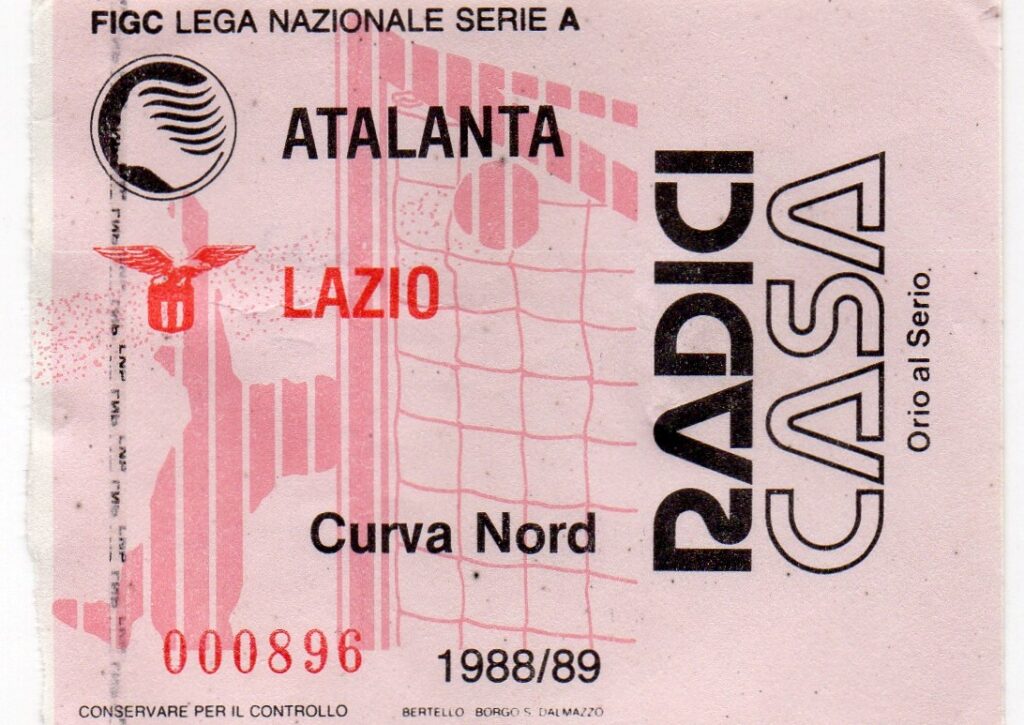 FIGC LEGA NAZIONALE SERIE A
ATALANTA
LAZIO
Curva Nord
000896
1988/89
CONSERVARE PER IL CONTROLLO
BERTELLO - BORGO S. DALMAZZO
RADICI
CASA
Orio al Serio